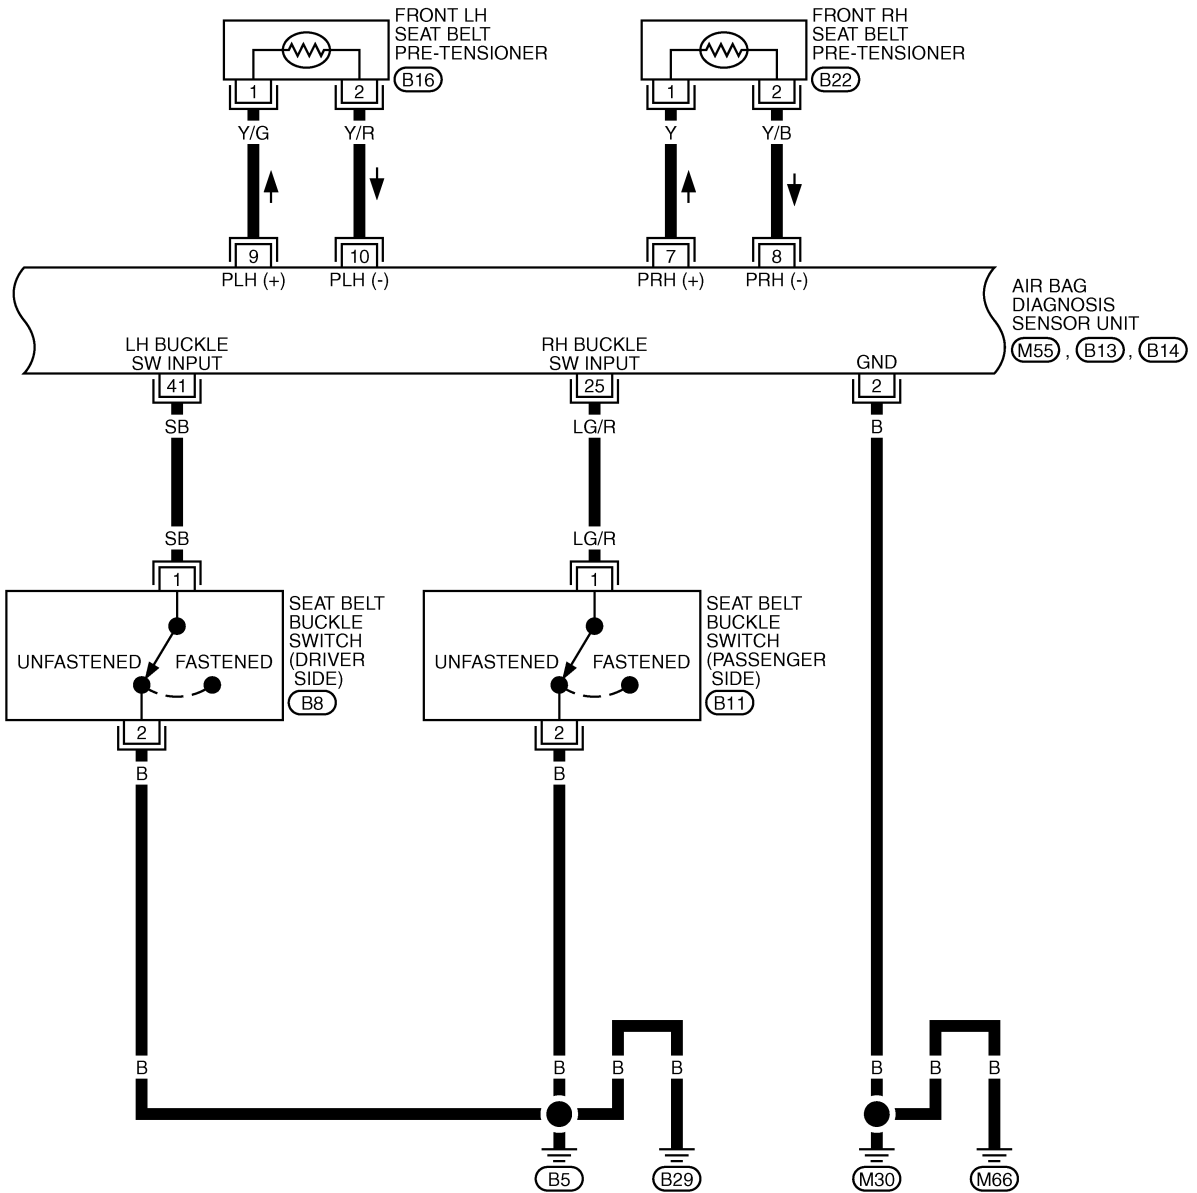 FRONT LH
SEAT BELT
PRE-TENSIONER
B16
FRONT RH
SEAT BELT
PRE-TENSIONER
B22
1
2
1
2
Y/G
Y/R
Y
Y/B
9
10
7
8
PLH (+)
PLH (-)
PRH (+)
PRH (-)
AIR BAG
DIAGNOSIS
SENSOR UNIT
M55 , B13 , B14
LH BUCKLE
SW INPUT
RH BUCKLE
SW INPUT
GND
41
25
2
SB
LG/R
B
SB
LG/R
1
1
SEAT BELT
BUCKLE
SWITCH
(DRIVER
SIDE)
B8
UNFASTENED
FASTENED
SEAT BELT
BUCKLE
SWITCH
(PASSENGER
SIDE)
B11
UNFASTENED
FASTENED
2
2
B
B
B
B
B
B
B
B
B
B5
B29
M30
M66